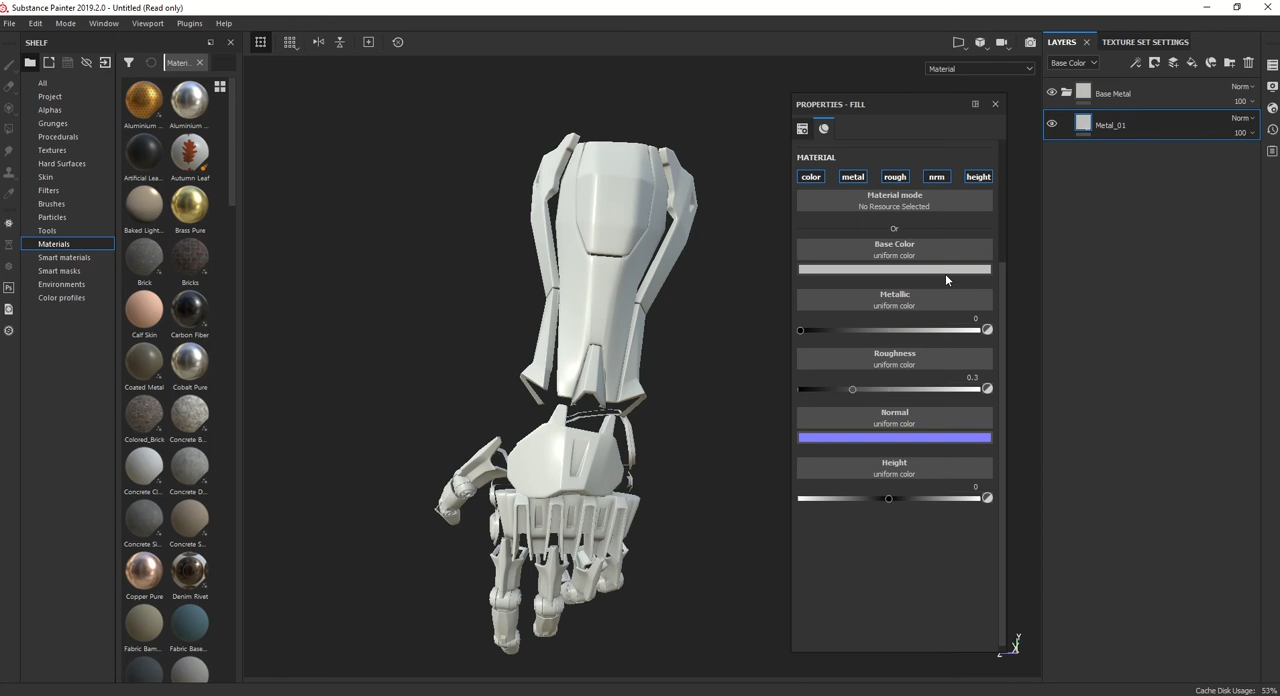 Substance Painter 2019.2.0 - Untitled (Read only)
File Edit Mode Window Viewport Plugins Help
SHELF
Materi...
All
Project
Alphas
Grunges
Procedurals
Textures
Hard Surfaces
Skin
Filters
Brushes
Particles
Tools
Materials
Smart materials
Smart masks
Environments
Color profiles
Aluminium ... Aluminium ...
Artificial Lea... Autumn Leaf
Baked Light... Brass Pure
Brick Bricks
Calf Skin Carbon Fiber
Coated Metal Cobalt Pure
Colored_Brick Concrete B...
Concrete Cl... Concrete D...
Concrete Si... Concrete S...
Copper Pure Denim Rivet
Fabric Bam... Fabric Base...
Material
PROPERTIES - FILL
MATERIAL
color metal rough nrm height
Material mode
No Resource Selected
Or
Base Color
uniform color
Metallic
uniform color
0
Roughness
uniform color
0.3
Normal
uniform color
Height
uniform color
0
Y
X
Z
LAYERS TEXTURE SET SETTINGS
Base Color
Base Metal Norm
100
Metal_01 Norm
100
Ps
Cache Disk Usage: 53%